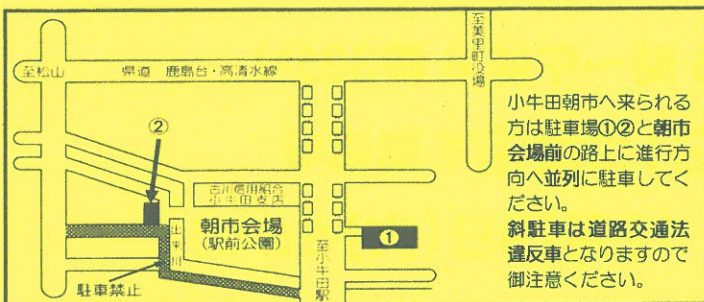 至松山
県道 鹿島台・高清水線
至美里町役場
②
古川信用組合
小牛田支店
朝市会場
(駅前公園)
出来川
①
至小牛田駅
駐車禁止
小牛田朝市へ来られる
方は駐車場①②と朝市
会場前の路上に進行方
向へ並列に駐車してく
ださい。
斜駐車は道路交通法
違反車となりますので
御注意ください。